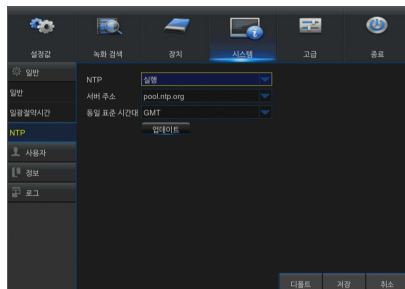 설정값 녹화 검색 장치 시스템 고급 종료
일반
일반
일광절약시간
NTP
사용자
정보
로그
NTP 실행
서버 주소 pool.ntp.org
동일 표준 시간대 GMT
업데이트
디폴트 저장 취소